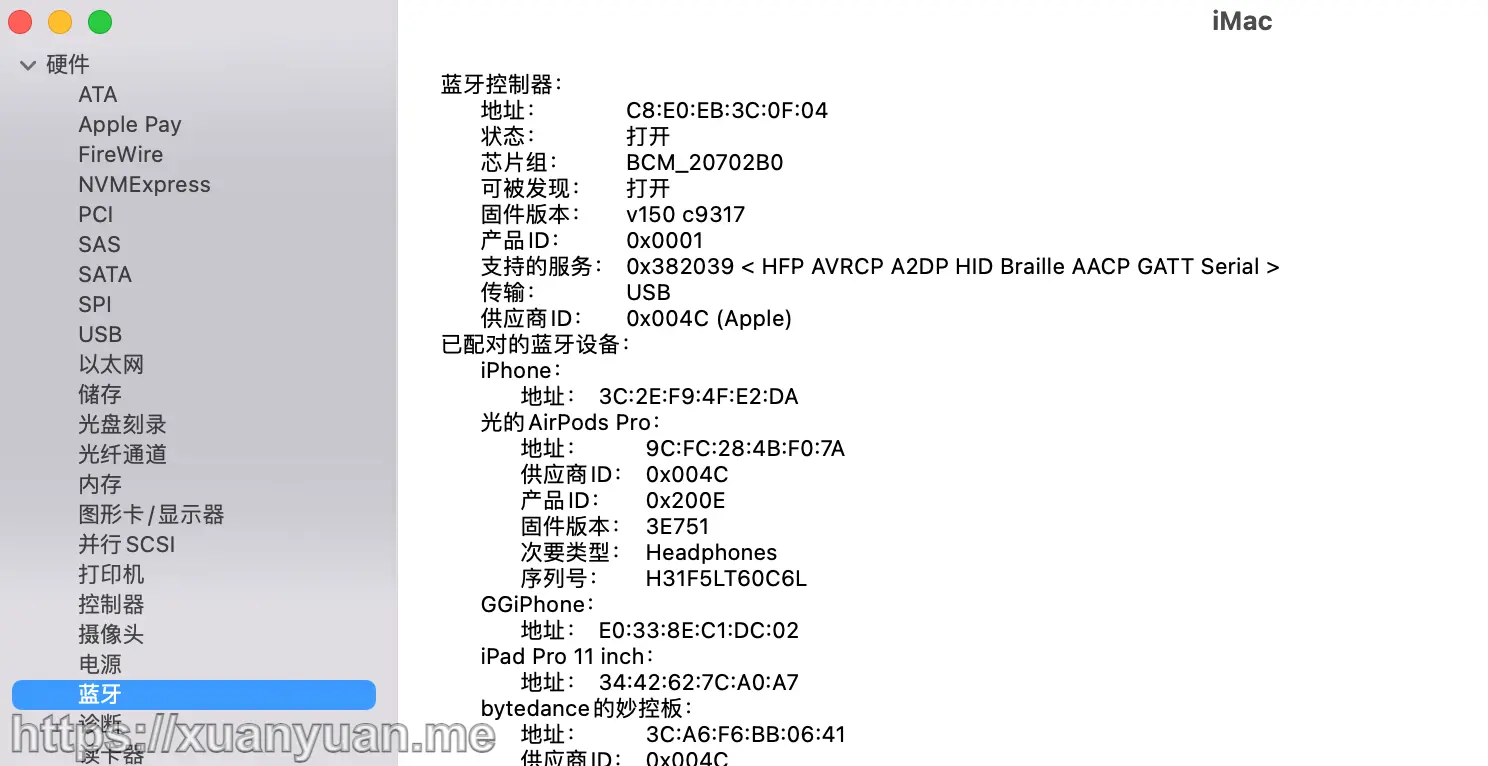 iMac
硬件
ATA
Apple Pay
FireWire
NVMExpress
PCI
SAS
SATA
SPI
USB
以太网
储存
光盘刻录
光纤通道
内存
图形卡/显示器
并行SCSI
打印机
控制器
摄像头
电源
蓝牙
诊断
读卡器
蓝牙控制器:
地址: C8:E0:EB:3C:0F:04
状态: 打开
芯片组: BCM_20702B0
可被发现: 打开
固件版本: v150 c9317
产品ID: 0x0001
支持的服务: 0x382039 < HFP AVRCP A2DP HID Braille AACP GATT Serial >
传输: USB
供应商ID: 0x004C (Apple)
已配对的蓝牙设备:
iPhone:
地址: 3C:2E:F9:4F:E2:DA
光的AirPods Pro:
地址: 9C:FC:28:4B:F0:7A
供应商ID: 0x004C
产品ID: 0x200E
固件版本: 3E751
次要类型: Headphones
序列号: H31F5LT60C6L
GGiPhone:
地址: E0:33:8E:C1:DC:02
iPad Pro 11 inch:
地址: 34:42:62:7C:A0:A7
bytedance的妙控板:
地址: 3C:A6:F6:BB:06:41
供应商ID: 0x004C
https://xuanyuan.me